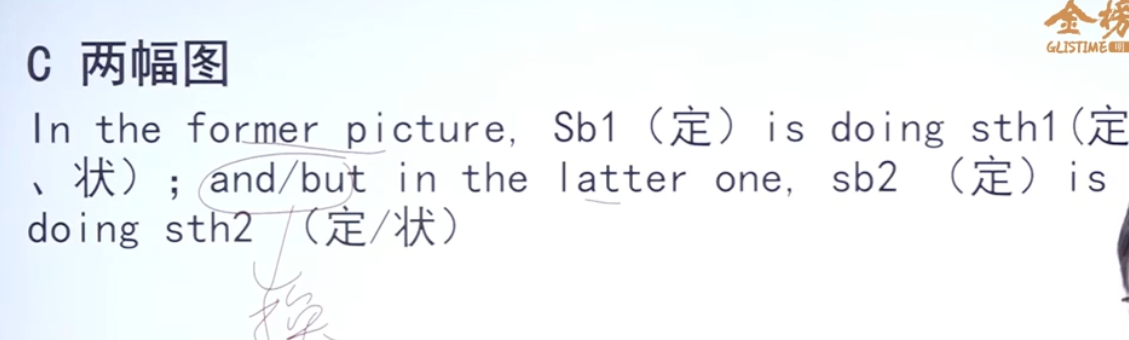 金榜
GLISTIME
C 两幅图
In the former picture, Sb1（定）is doing sth1(定
、状）；and/but in the latter one, sb2 （定）is
doing sth2 （定/状）
换